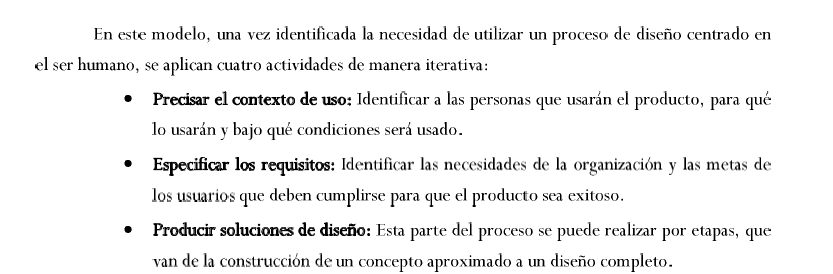 En este modelo, una vez identificada la necesidad de utilizar un proceso de diseño centrado en
el ser humano, se aplican cuatro actividades de manera iterativa:
• Precisar el contexto de uso: Identificar a las personas que usarán el producto, para qué
lo usarán y bajo qué condiciones será usado.
• Especificar los requisitos: Identificar las necesidades de la organización y las metas de
los usuarios que deben cumplirse para que el producto sea exitoso.
• Producir soluciones de diseño: Esta parte del proceso se puede realizar por etapas, que
van de la construcción de un concepto aproximado a un diseño completo.